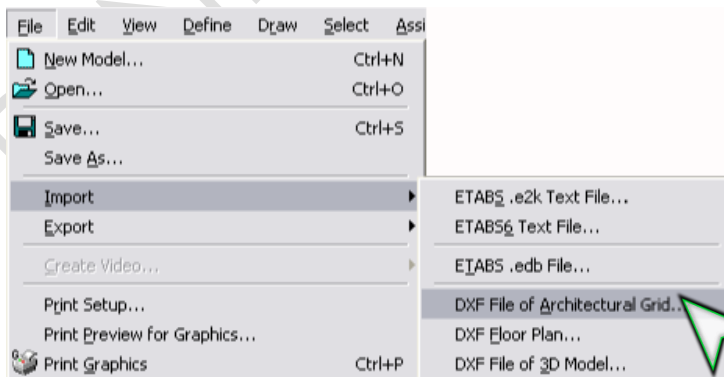 File Edit View Define Draw Select Assi
New Model... Ctrl+N
Open... Ctrl+O
Save... Ctrl+S
Save As...
Import
Export
Create Video...
Print Setup...
Print Preview for Graphics...
Print Graphics Ctrl+P
ETABS .e2k Text File...
ETABS6 Text File...
ETABS .edb File...
DXF File of Architectural Grid...
DXF Floor Plan...
DXF File of 3D Model...